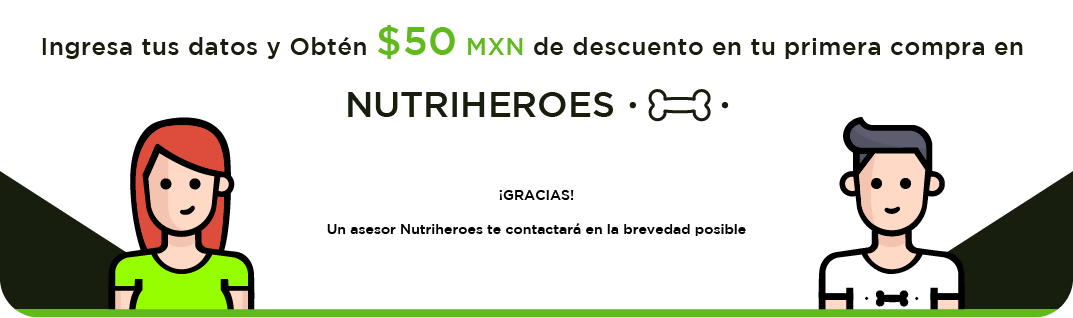 Ingresa tus datos y Obtén $50 MXN de descuento en tu primera compra en
NUTRIHEROES
¡GRACIAS!
Un asesor Nutriheroes te contactará en la brevedad posible